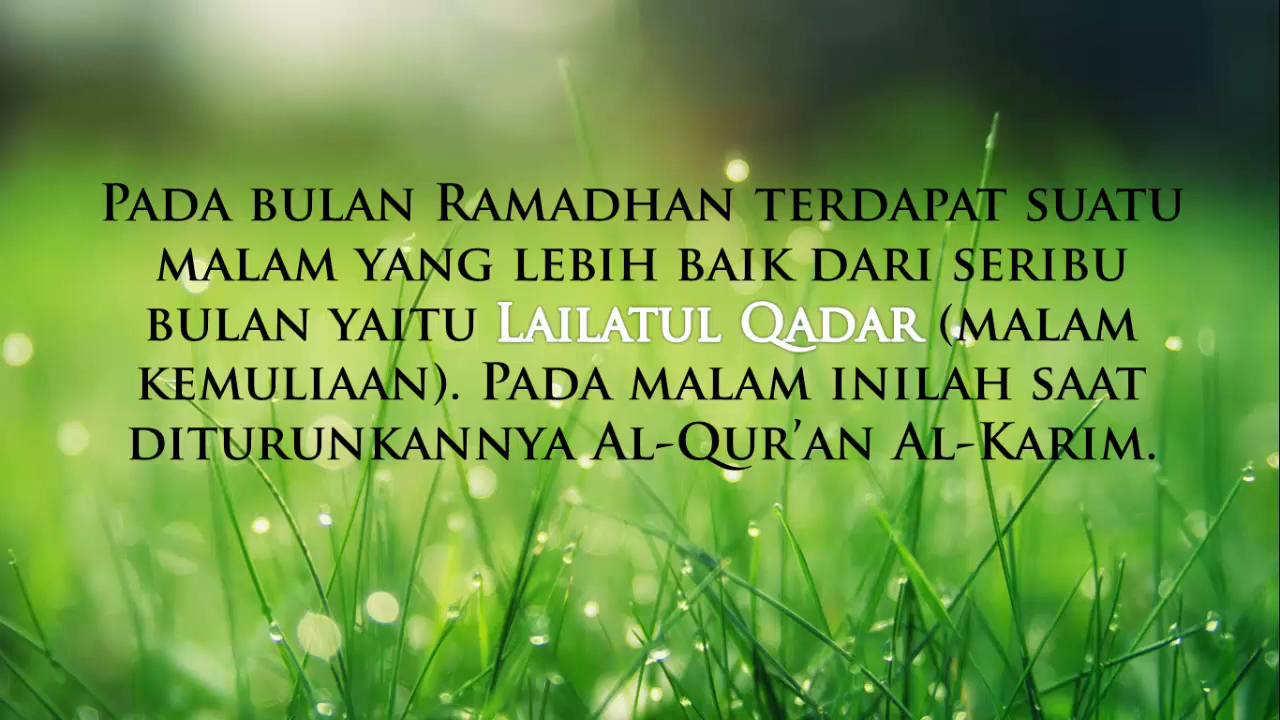 Pada bulan Ramadhan terdapat suatu
malam yang lebih baik dari seribu
bulan yaitu Lailatul Qadar (malam
kemuliaan). Pada malam inilah saat
diturunkannya Al-Qur’an Al-Karim.